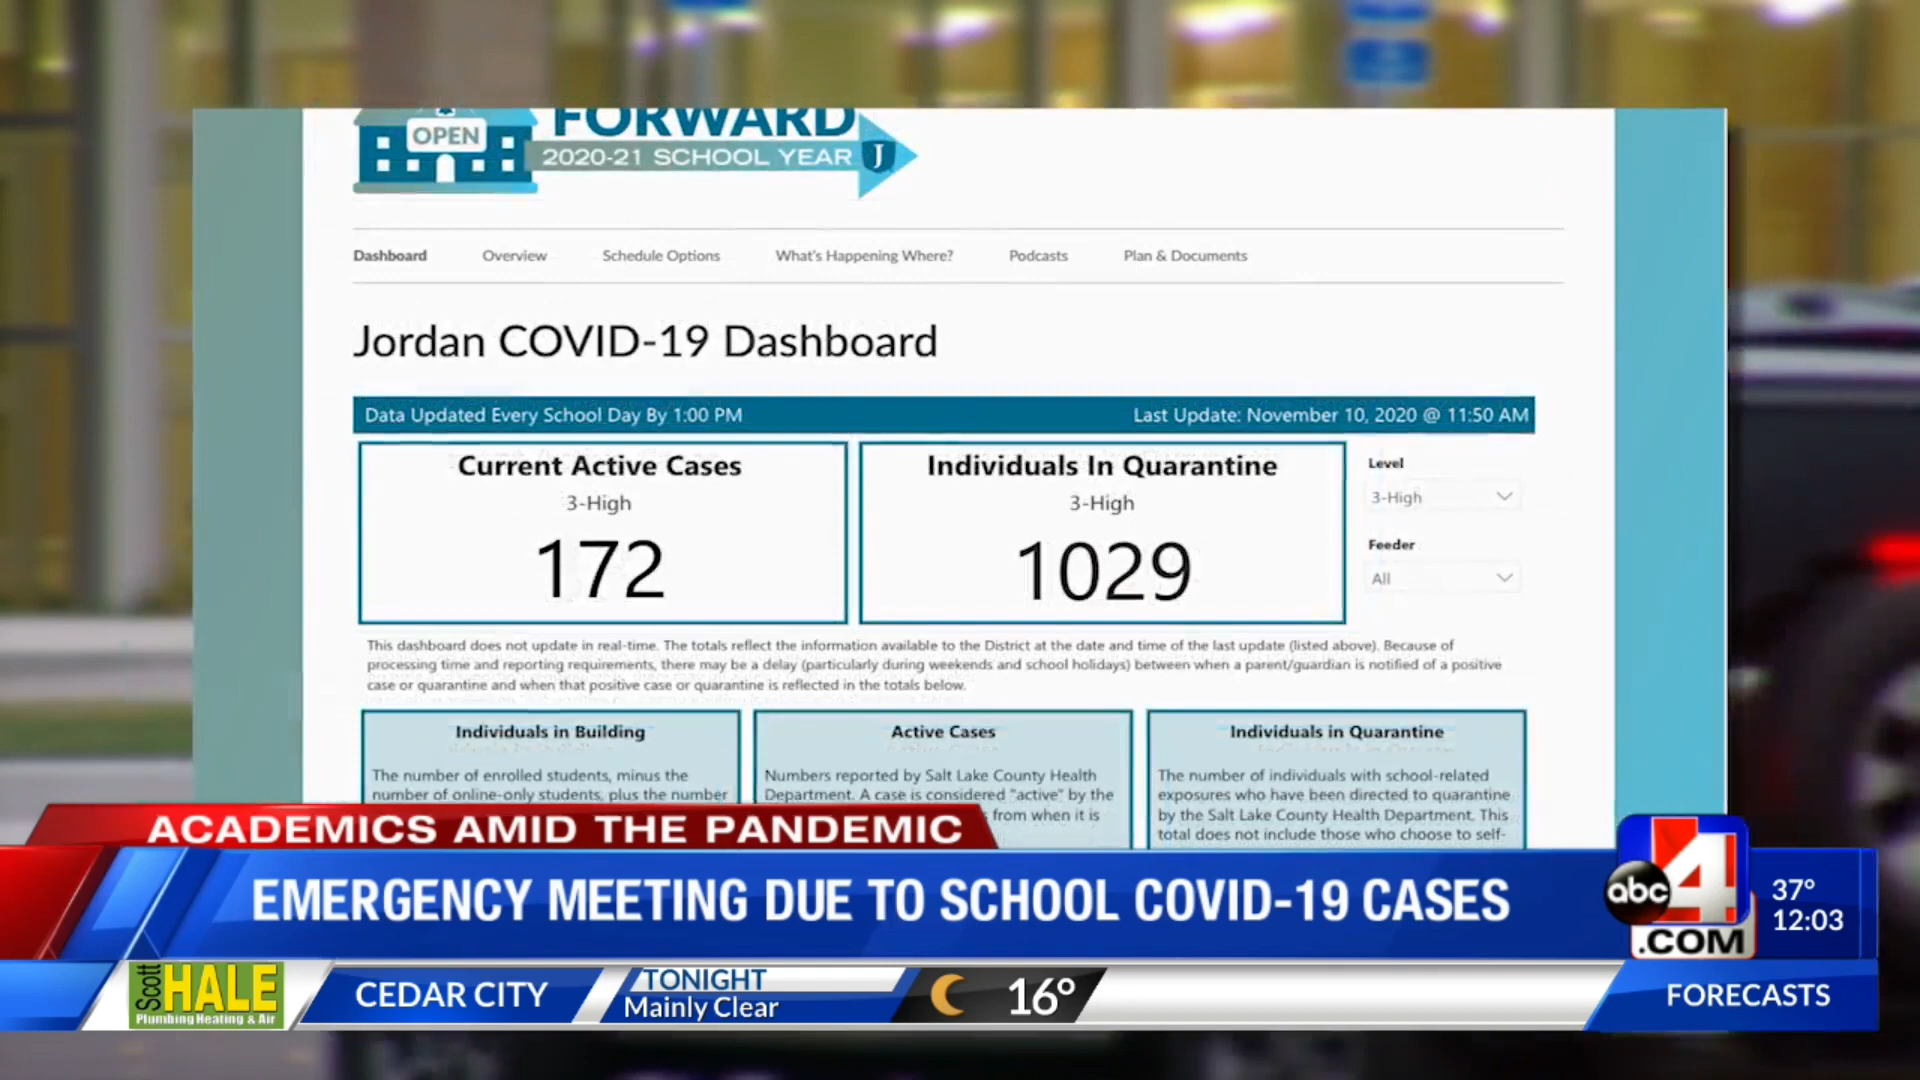 OPEN
FORWARD
2020-21 SCHOOL YEAR J
Dashboard Overview Schedule Options What's Happening Where? Podcasts Plan & Documents
Jordan COVID-19 Dashboard
Data Updated Every School Day By 1:00 PM Last Update: November 10, 2020 @ 11:50 AM
Current Active Cases
3-High
172
Individuals In Quarantine
3-High
1029
Level
3-High
Feeder
All
This dashboard does not update in real-time. The totals reflect the information available to the District at the date and time of the last update (listed above). Because of
processing time and reporting requirements, there may be a delay (particularly during weekends and school holidays) between when a parent/guardian is notified of a positive
case or quarantine and when that positive case or quarantine is reflected in the totals below.
Individuals in Building
The number of enrolled students, minus the
number of online-only students, plus the number
Active Cases
Numbers reported by Salt Lake County Health
Department. A case is considered "active" by the
from when it is
Individuals in Quarantine
The number of individuals with school-related
exposures who have been directed to quarantine
by the Salt Lake County Health Department. This
total does not include those who choose to self-
ACADEMICS AMID THE PANDEMIC
EMERGENCY MEETING DUE TO SCHOOL COVID-19 CASES
abc 4
.COM
37°
12:03
Scott HALE
Plumbing Heating & Air
CEDAR CITY
TONIGHT
Mainly Clear
16°
FORECASTS